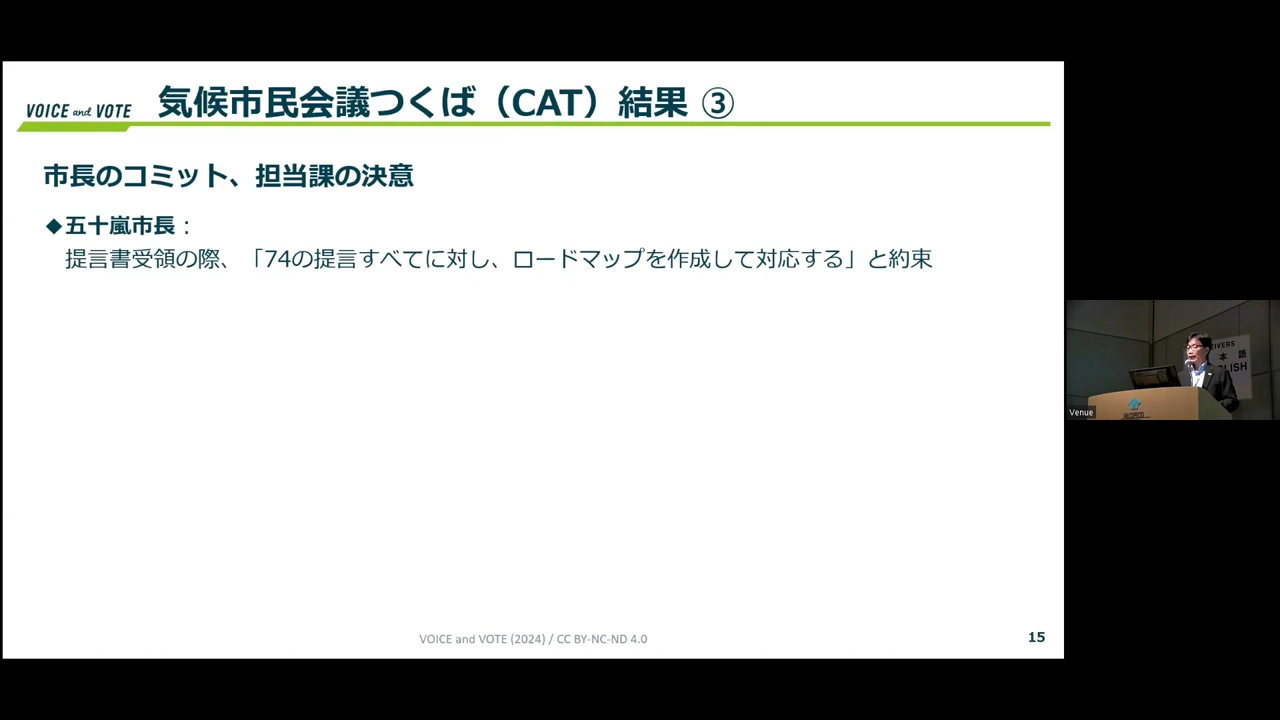 VOICE and VOTE
気候市民会議つくば（CAT）結果 ③
市長のコミット、担当課の決意
◆五十嵐市長：
提言書受領の際、「74の提言すべてに対し、ロードマップを作成して対応する」と約束
VOICE and VOTE (2024) / CC BY-NC-ND 4.0
15
EIVERS
本 語
LISH
Venue